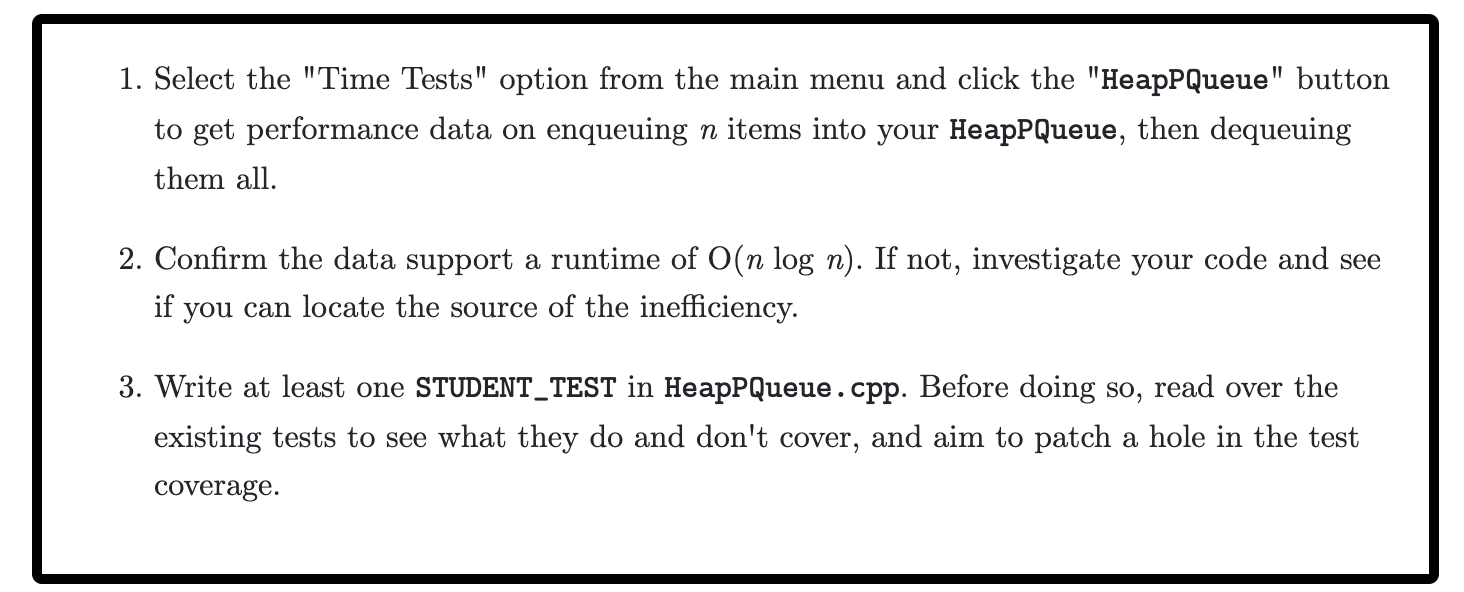 1. Select the "Time Tests" option from the main menu and click the "HeapPQueue" button
to get performance data on enqueuing n items into your HeapPQueue, then dequeuing
them all.
2. Confirm the data support a runtime of O(n log n). If not, investigate your code and see
if you can locate the source of the inefficiency.
3. Write at least one STUDENT_TEST in HeapPQueue.cpp. Before doing so, read over the
existing tests to see what they do and don't cover, and aim to patch a hole in the test
coverage.